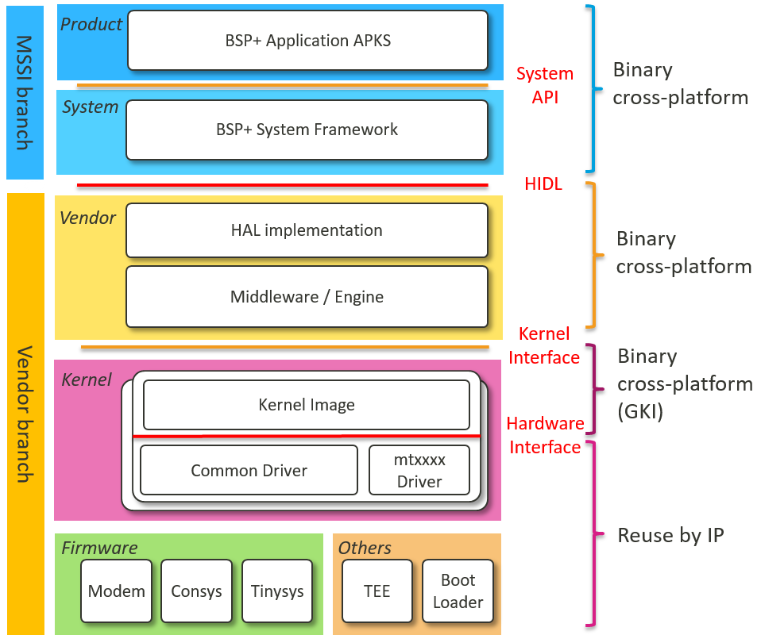 MSSI branch
Product
BSP+ Application APKS
System
BSP+ System Framework
System
API
Binary
cross-platform
HIDL
Vendor branch
Vendor
HAL implementation
Middleware / Engine
Binary
cross-platform
Kernel
Interface
Kernel
Kernel Image
Common Driver
mtxxxx
Driver
Binary
cross-platform
(GKI)
Hardware
Interface
Firmware
Modem
Consys
Tinysys
Others
TEE
Boot
Loader
Reuse by IP